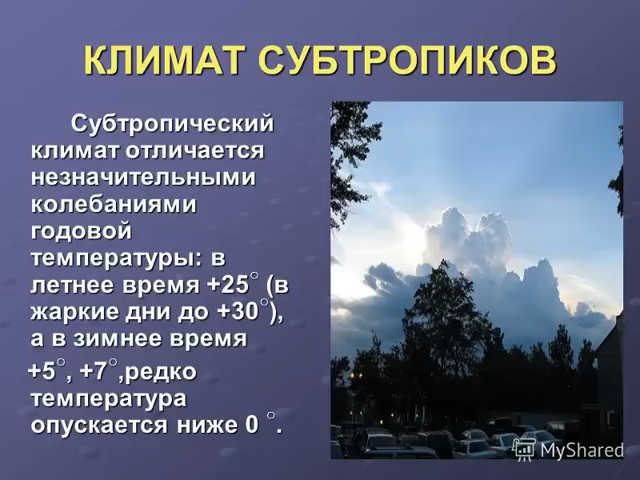 КЛИМАТ СУБТРОПИКОВ
Субтропический
климат отличается
незначительными
колебаниями
годовой
температуры: в
летнее время +25° (в
жаркие дни до +30°),
а в зимнее время
+5°, +7°,редко
температура
опускается ниже 0 °.
MyShared